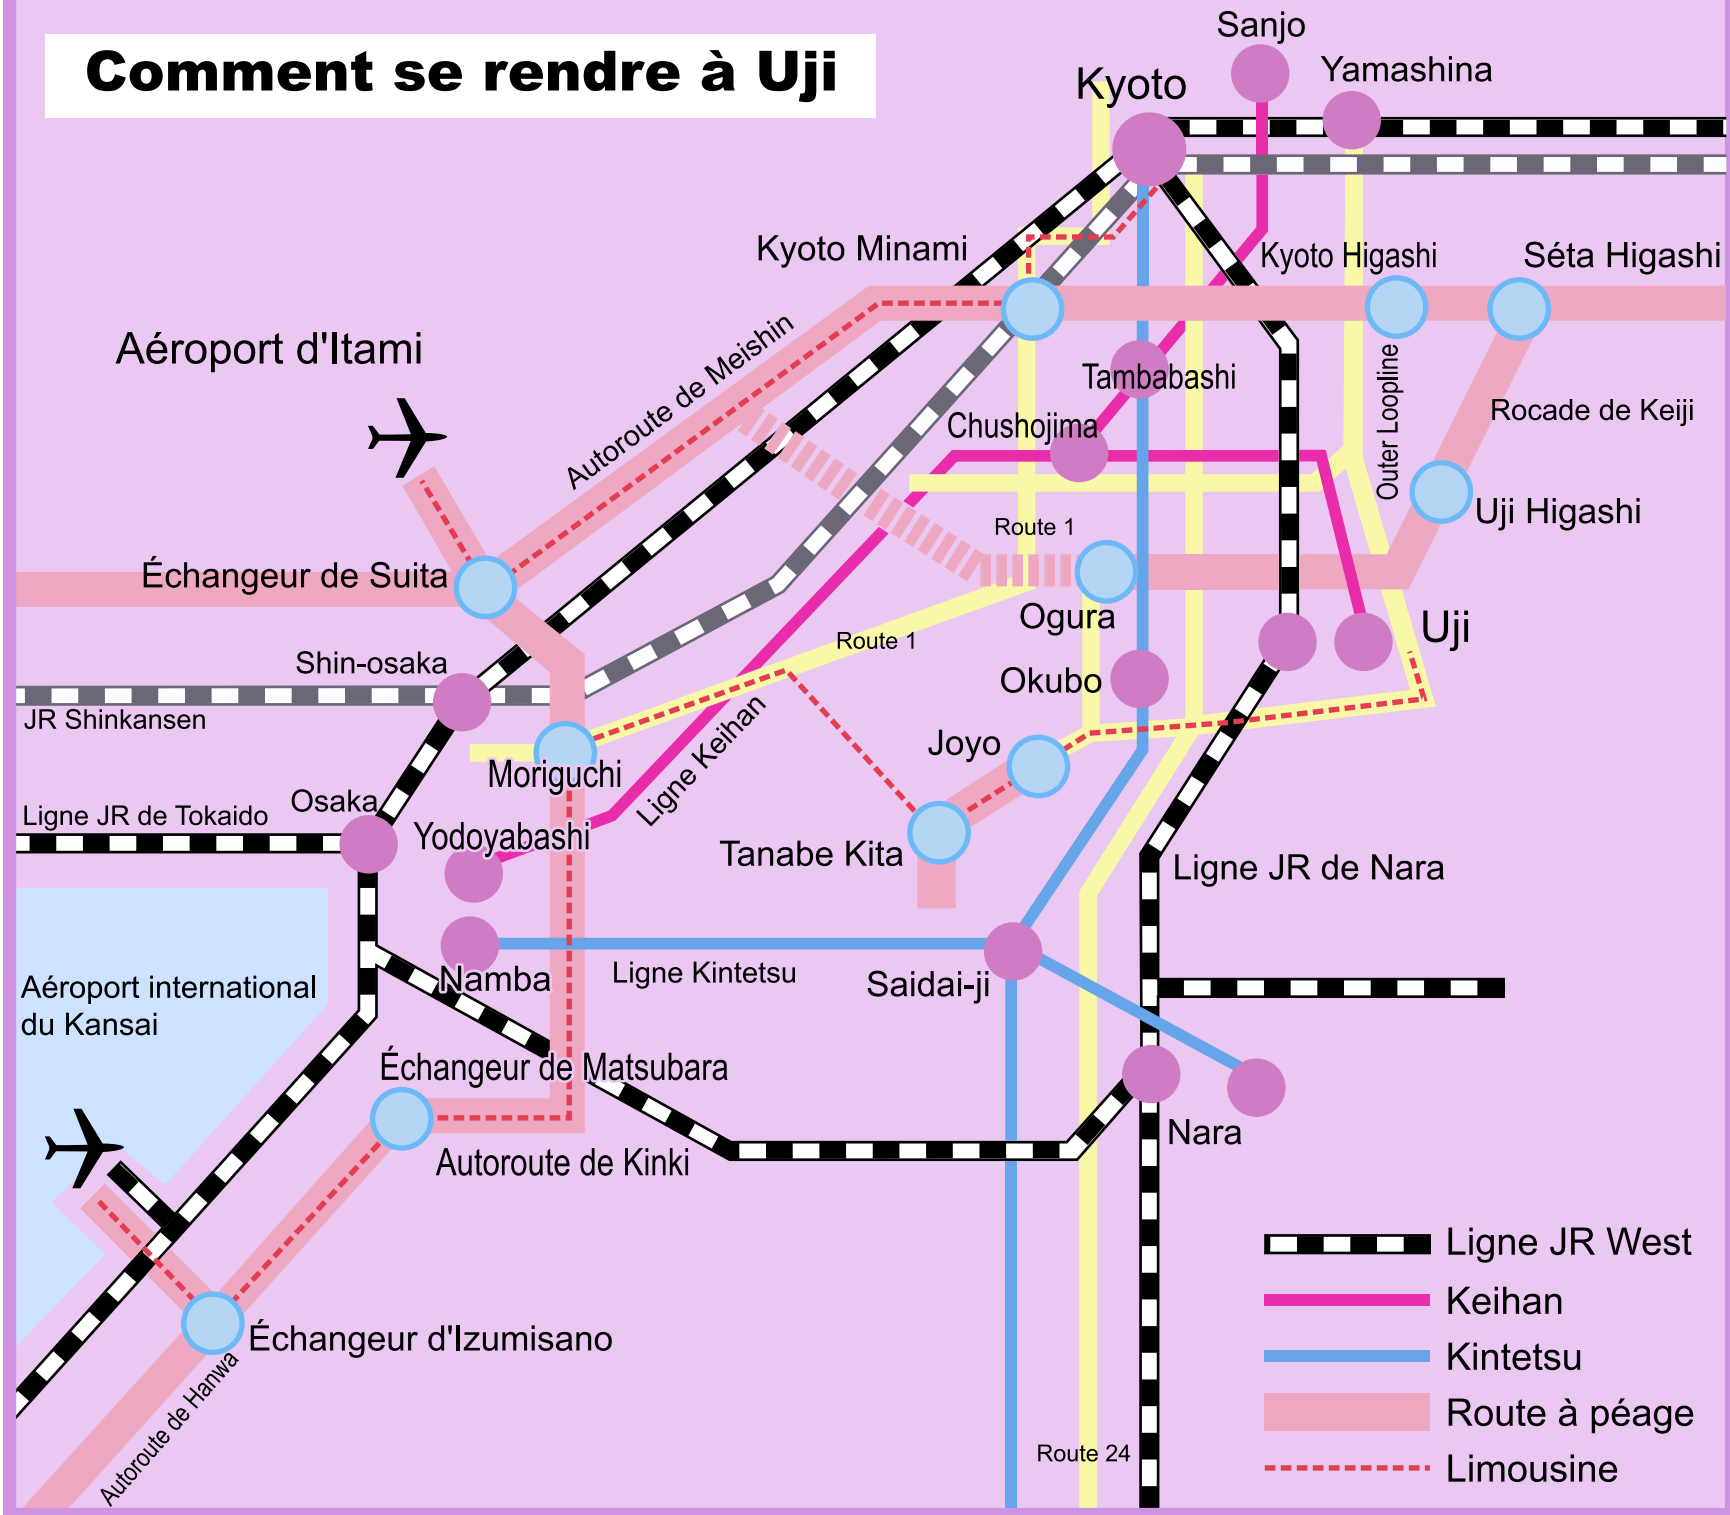 Comment se rendre à Uji
Sanjo
Yamashina
Kyoto
Kyoto Minami
Kyoto Higashi
Séta Higashi
Aéroport d'Itami
Autoroute de Meishin
Tambabashi
Chushojima
Outer Loopline
Rocade de Keiji
Route 1
Uji Higashi
Échangeur de Suita
Ogura
Uji
Route 1
Shin-osaka
Okubo
JR Shinkansen
Ligne Keihan
Joyo
Moriguchi
Osaka
Ligne JR de Tokaido
Yodoyabashi
Tanabe Kita
Ligne JR de Nara
Namba
Ligne Kintetsu
Saidai-ji
Aéroport international
du Kansai
Échangeur de Matsubara
Nara
Autoroute de Kinki
Ligne JR West
Keihan
Échangeur d'Izumisano
Kintetsu
Autoroute de Hanwa
Route à péage
Route 24
Limousine